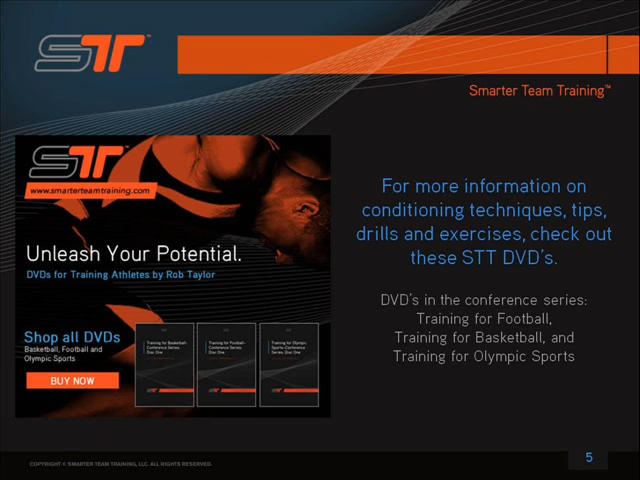 STT™
Smarter Team Training™
STT™
www.smarterteamtraining.com
Unleash Your Potential.
DVDs for Training Athletes by Rob Taylor
Shop all DVDs
Basketball, Football and
Olympic Sports
BUY NOW
Training for Basketball-
Conference Series:
Disc One
Training for Football-
Conference Series:
Disc One
Training for Olympic
Sports-Conference
Series: Disc One
For more information on
conditioning techniques, tips,
drills and exercises, check out
these STT DVD's.
DVD's in the conference series:
Training for Football,
Training for Basketball, and
Training for Olympic Sports
COPYRIGHT © SMARTER TEAM TRAINING, LLC. ALL RIGHTS RESERVED.
5